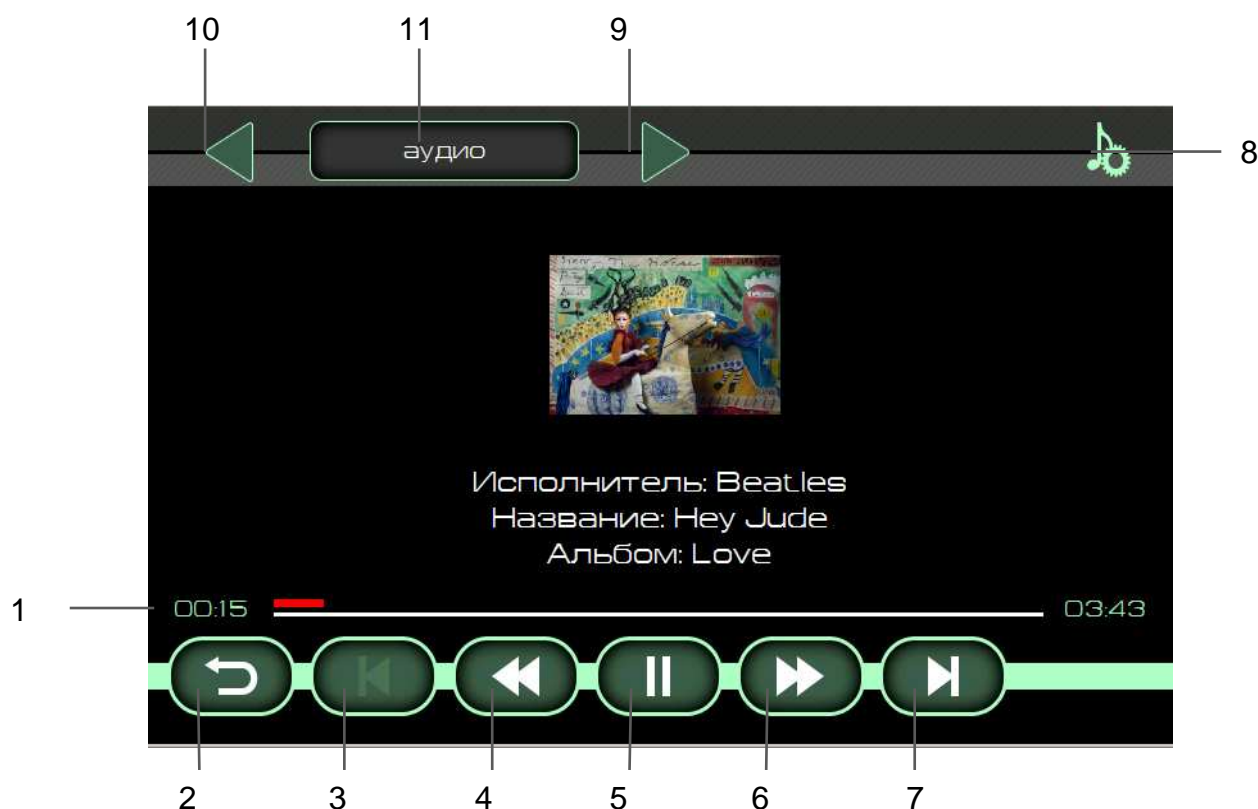 10 11 9
аудио
8
Исполнитель: Beatles
Название: Hey Jude
Альбом: Love
1
00:15 03:43
2 3 4 5 6 7